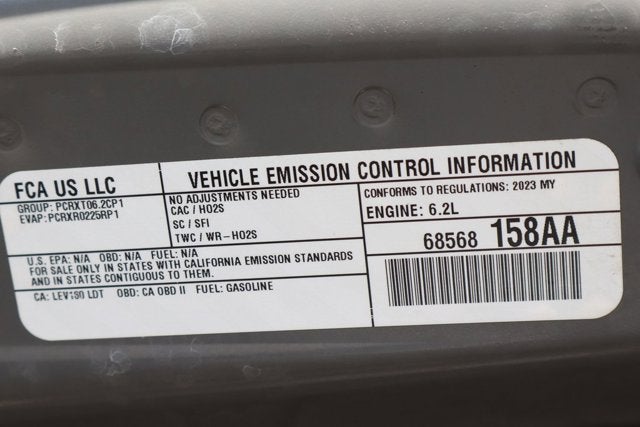 FCA US LLC
GROUP: PCRXT06.2CP1
EVAP: PCRXR0225RP1
VEHICLE EMISSION CONTROL INFORMATION
NO ADJUSTMENTS NEEDED
CAC / HO2S
SC / SFI
TWC / WR-HO2S
CONFORMS TO REGULATIONS: 2023 MY
ENGINE: 6.2L
68568 158AA
U.S. EPA: N/A OBD: N/A FUEL: N/A
FOR SALE ONLY IN STATES WITH CALIFORNIA EMISSION STANDARDS
AND IN STATES CONTIGUOUS TO THEM.
CA: LEV160 LDT OBD: CA OBD II FUEL: GASOLINE